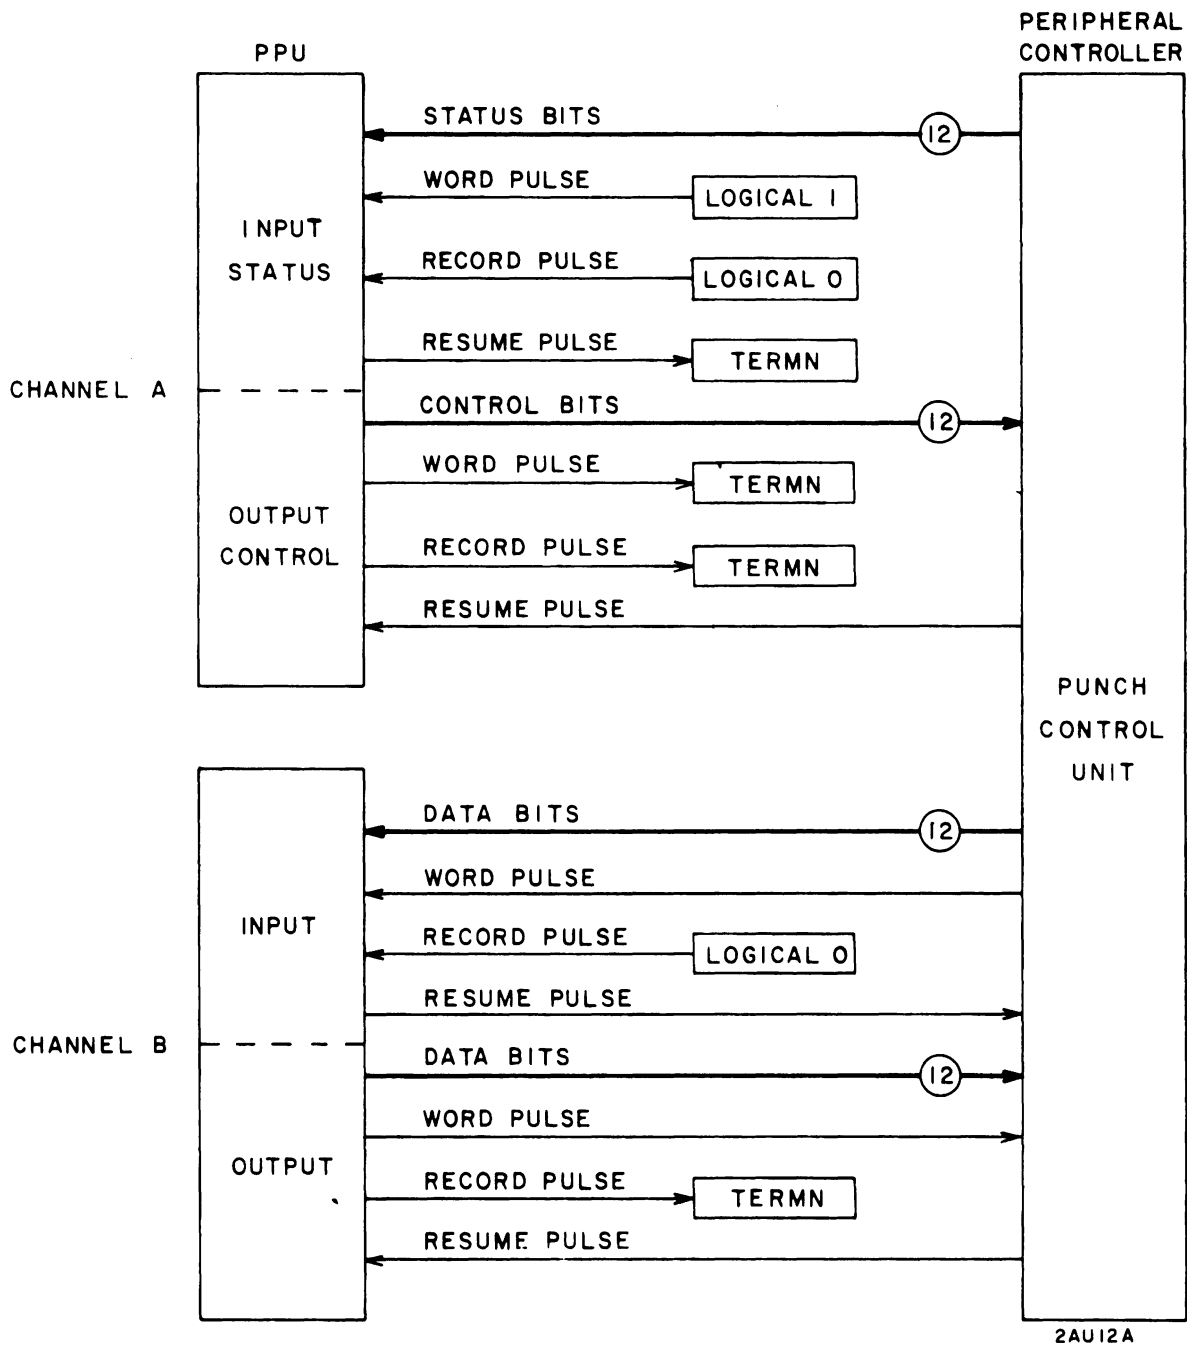 PPU
PERIPHERAL
CONTROLLER
STATUS BITS
12
WORD PULSE
LOGICAL 1
INPUT
STATUS
RECORD PULSE
LOGICAL 0
RESUME PULSE
TERMN
CHANNEL A
CONTROL BITS
12
WORD PULSE
TERMN
OUTPUT
CONTROL
RECORD PULSE
TERMN
RESUME PULSE
PUNCH
CONTROL
UNIT
DATA BITS
12
WORD PULSE
INPUT
RECORD PULSE
LOGICAL 0
RESUME PULSE
CHANNEL B
DATA BITS
12
WORD PULSE
OUTPUT
RECORD PULSE
TERMN
RESUME PULSE
2AU12A